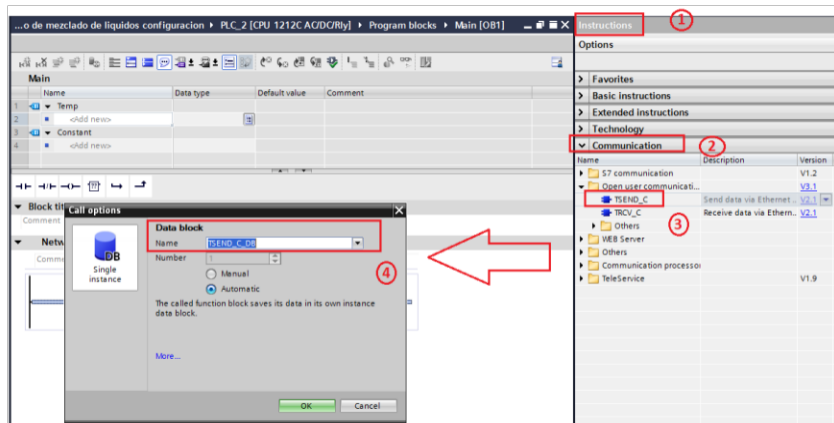 ...o de mezclado de liquidos configuracion ▸ PLC_2 [CPU 1212C AC/DC/Rly] ▸ Program blocks ▸ Main [OB1]
Main
Name Data type Default value Comment
1 Temp
2 <Add new>
3 Constant
4 <Add new>
Block tit
Comment
Netw
Comme
Call options
DB
Single
instance
Data block
Name TSEND_C_DB
Number 1
Manual
Automatic
The called function block saves its data in its own instance
data block.
More...
OK Cancel
4
Instructions
1
Options
Favorites
Basic instructions
Extended instructions
Technology
Communication
2
Name Description Version
S7 communication V1.2
Open user communicati... V3.1
TSEND_C Send data via Ethernet .. V2.1
TRCV_C Receive data via Ethern.. V2.1
3
Others
WEB Server
Others
Communication processor
TeleService V1.9